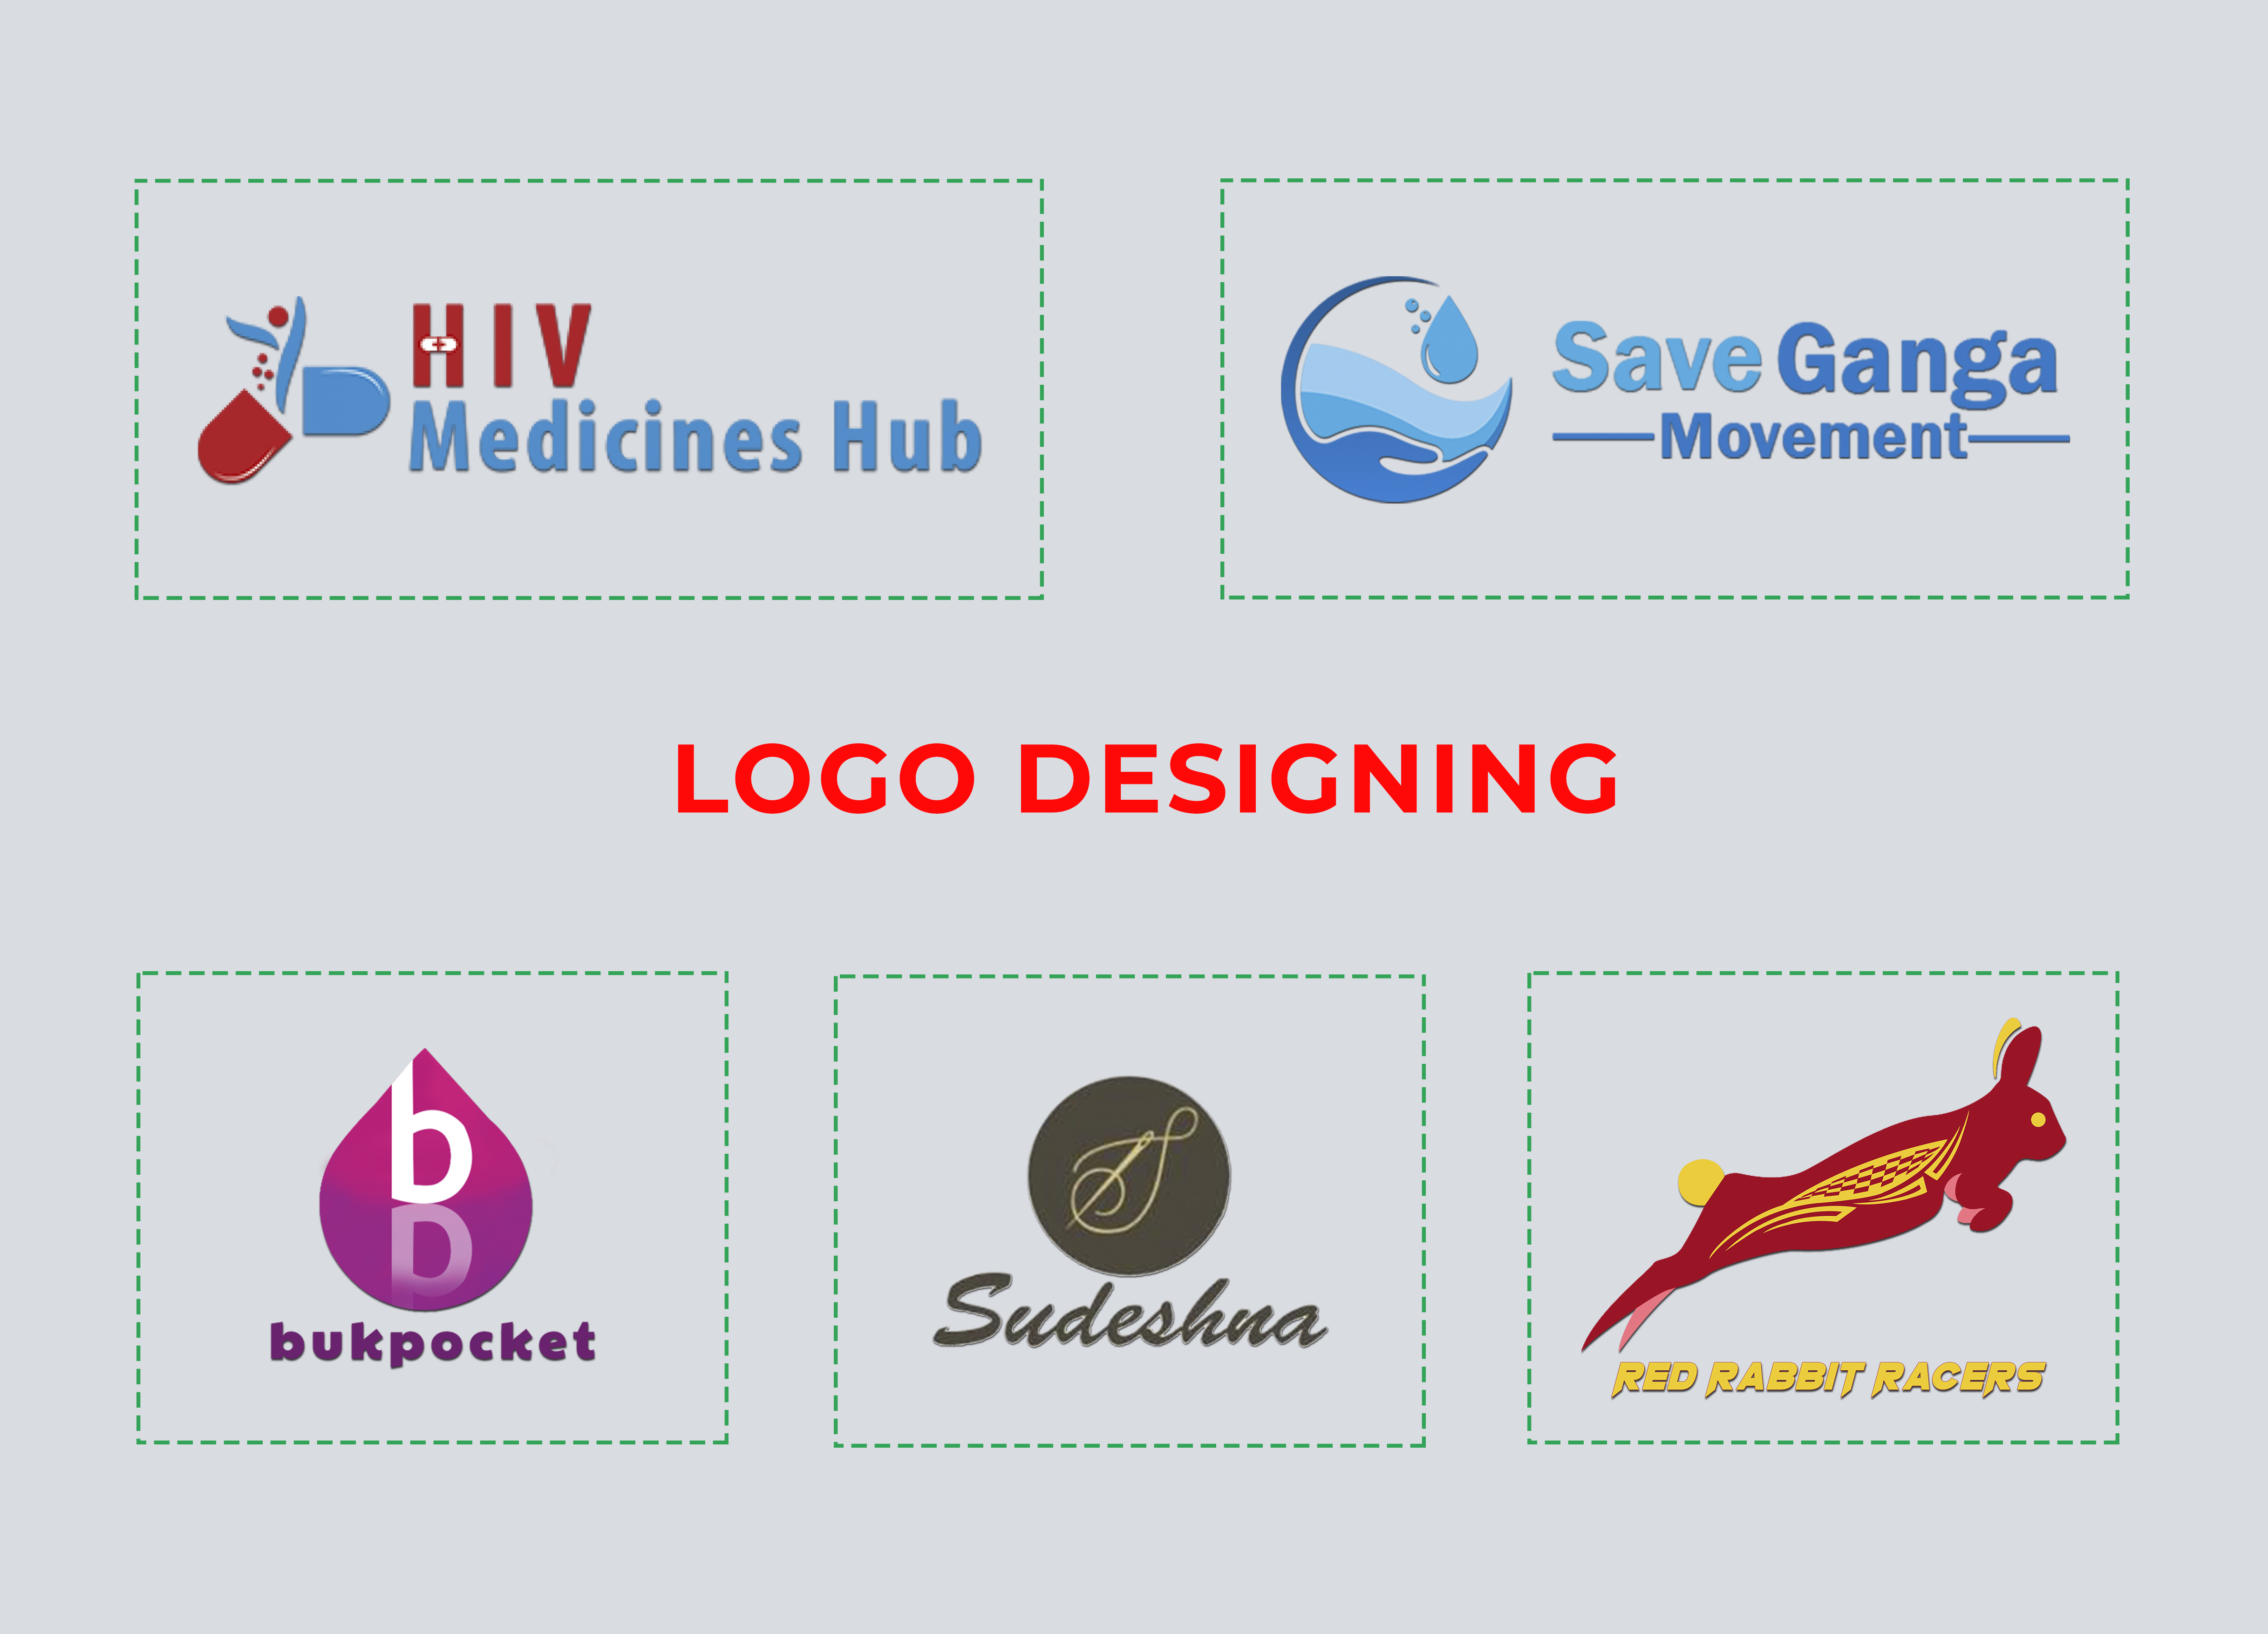 HIV
Medicines Hub
Save Ganga
Movement
LOGO DESIGNING
b
b
bukpocket
S
Sudeshna
RED RABBIT RACERS